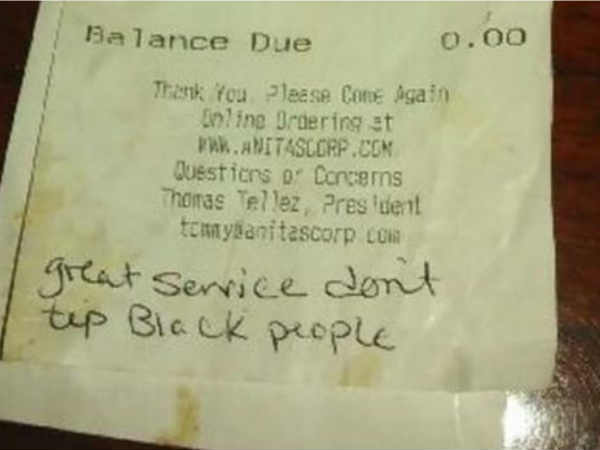 Balance Due 0.00
Thank You, Please Come Again
Online Ordering at
WWW.ANITASCORP.COM
Questions or Concerns
Thomas Tellez, President
tommy@anitascorp.com
great service don't
tip Black people